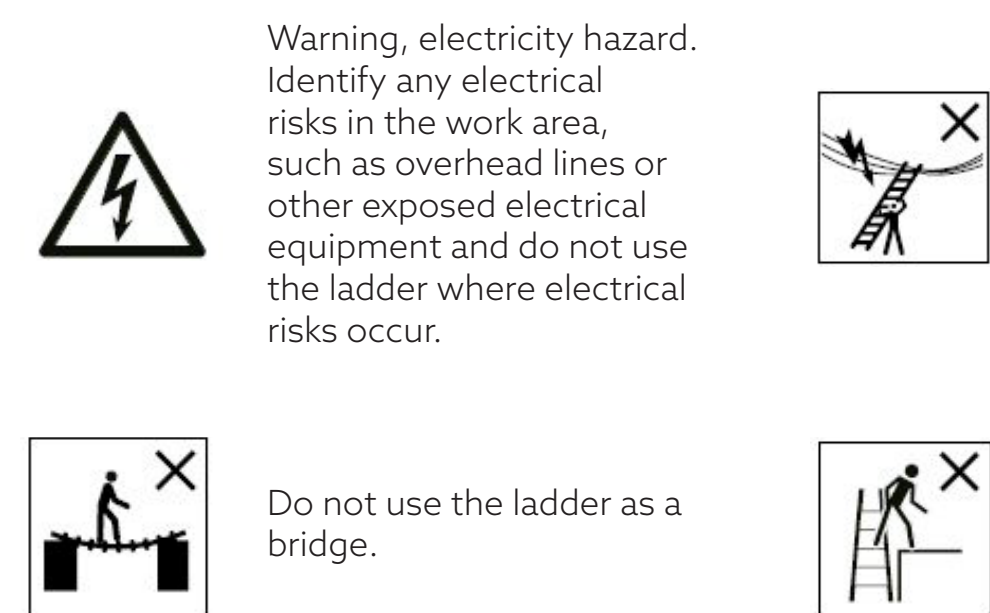 Warning, electricity hazard.
Identify any electrical
risks in the work area,
such as overhead lines or
other exposed electrical
equipment and do not use
the ladder where electrical
risks occur.
Do not use the ladder as a
bridge.